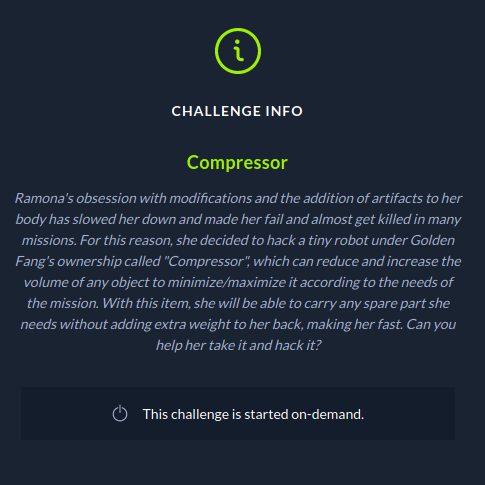 CHALLENGE INFO
Compressor
Ramona's obsession with modifications and the addition of artifacts to her
body has slowed her down and made her fail and almost get killed in many
missions. For this reason, she decided to hack a tiny robot under Golden
Fang's ownership called "Compressor", which can reduce and increase the
volume of any object to minimize/maximize it according to the needs of
the mission. With this item, she will be able to carry any spare part she
needs without adding extra weight to her back, making her fast. Can you
help her take it and hack it?
This challenge is started on-demand.